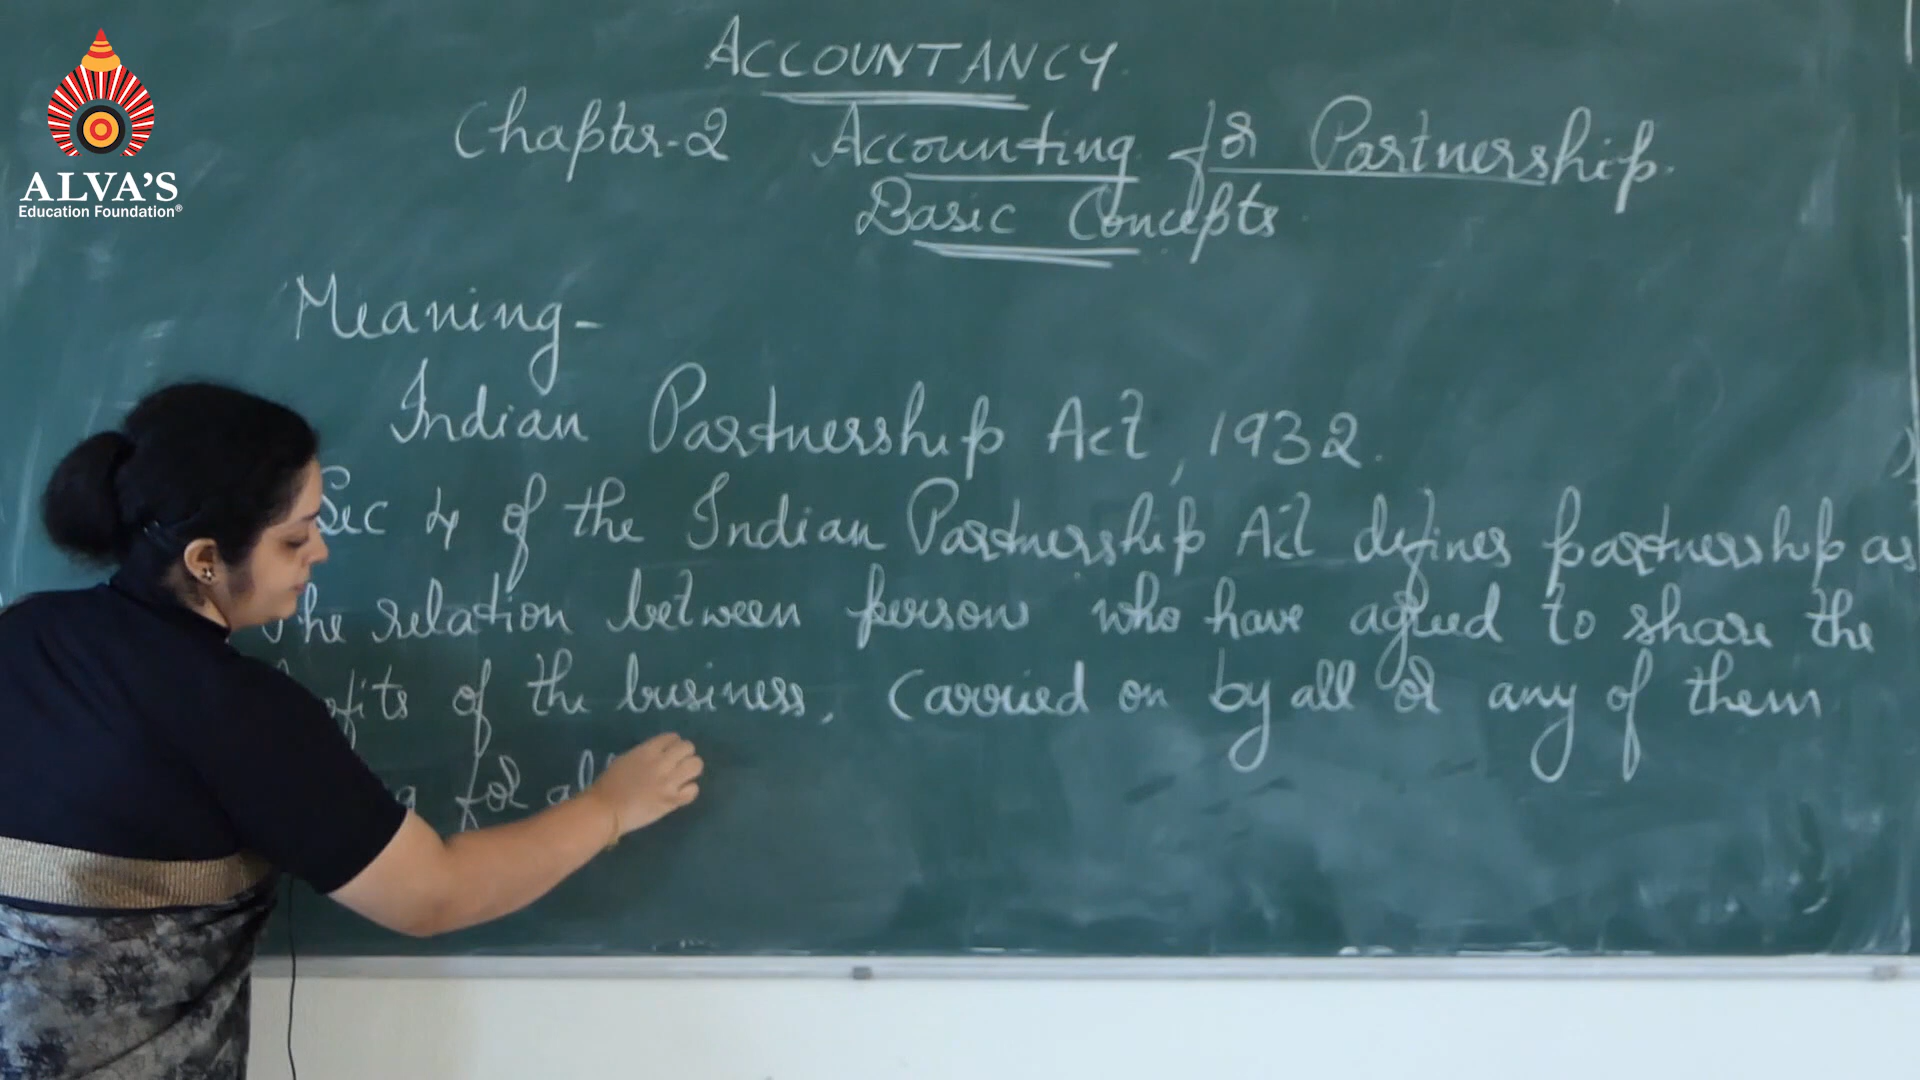 ALVA'S
Education Foundation®
ACCOUNTANCY.
Chapter-2 Accounting for Partnership.
Basic Concepts
Meaning-
Indian Partnership Act, 1932.
Sec 4 of the Indian Partnership Act defines partnership as
The relation between person who have agreed to share the
of the business, Carried on by all or any of them
for all